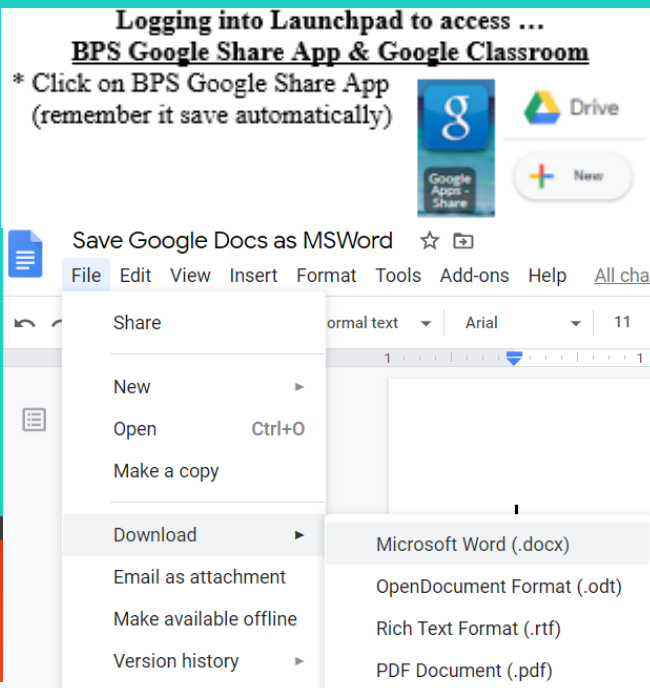 Logging into Launchpad to access ...
BPS Google Share App & Google Classroom
* Click on BPS Google Share App
(remember it save automatically)
g
Google
Apps -
Share
Drive
New
Save Google Docs as MSWord
File Edit View Insert Format Tools Add-ons Help All cha
ormal text Arial 11
1 1
Share
New
Open Ctrl+O
Make a copy
Download
Microsoft Word (.docx)
Email as attachment
OpenDocument Format (.odt)
Make available offline
Rich Text Format (.rtf)
Version history
PDF Document (.pdf)